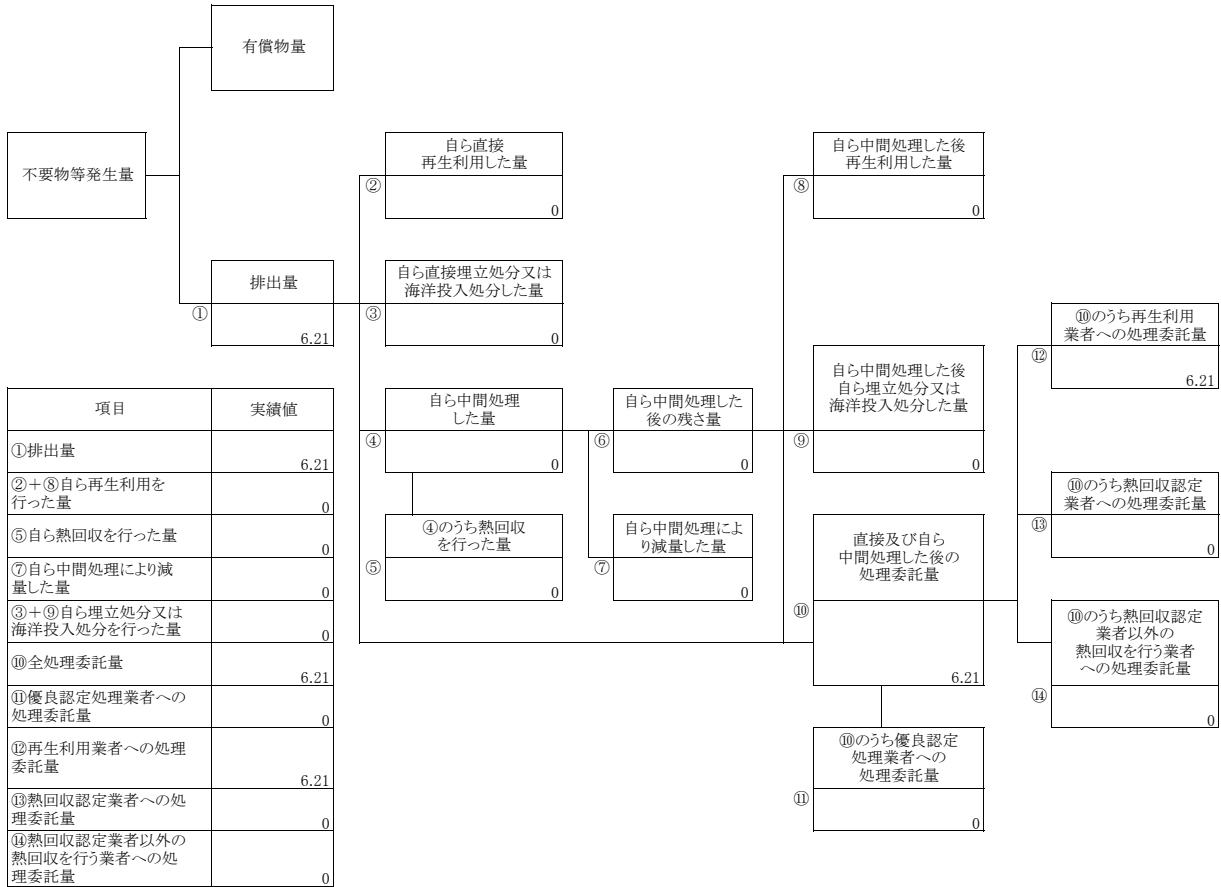 有償物量
不要物等発生量
自ら直接
再生利用した量
②
0
自ら中間処理した後
再生利用した量
⑧
0
排出量
①
6.21
自ら直接埋立処分又は
海洋投入処分した量
③
0
⑩のうち再生利用
業者への処理委託量
⑫
6.21
自ら中間処理
した量
④
0
自ら中間処理した
後の残さ量
⑥
0
自ら中間処理した後
自ら埋立処分又は
海洋投入処分した量
⑨
0
⑩のうち熱回収認定
業者への処理委託量
⑬
0
④のうち熱回収
を行った量
⑤
0
自ら中間処理によ
り減量した量
⑦
0
直接及び自ら
中間処理した後の
処理委託量
⑩
6.21
⑩のうち熱回収認定
業者以外の
熱回収を行う業者
への処理委託量
⑭
0
⑩のうち優良認定
処理業者への
処理委託量
⑪
0
項目 実績値
①排出量
6.21
②＋⑧自ら再生利用を
行った量
0
⑤自ら熱回収を行った量
0
⑦自ら中間処理により減
量した量
0
③＋⑨自ら埋立処分又は
海洋投入処分を行った量
0
⑩全処理委託量
6.21
⑪優良認定処理業者への
処理委託量
0
⑫再生利用業者への処理
委託量
6.21
⑬熱回収認定業者への処
理委託量
0
⑭熱回収認定業者以外の
熱回収を行う業者への処
理委託量
0